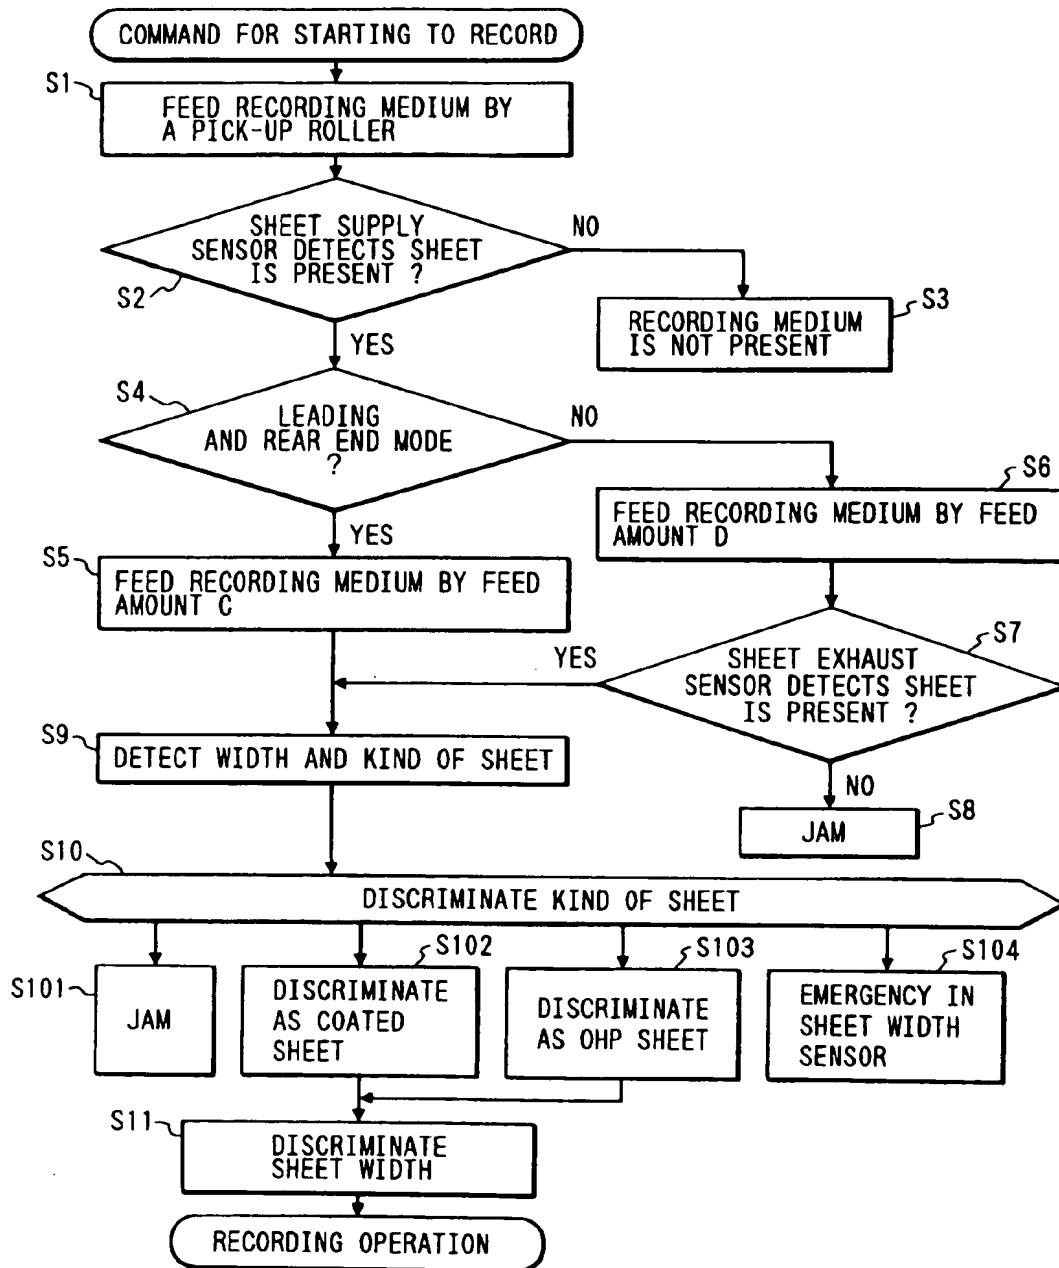 COMMAND FOR STARTING TO RECORD
S1
FEED RECORDING MEDIUM BY
A PICK-UP ROLLER
SHEET SUPPLY
SENSOR DETECTS SHEET
IS PRESENT ?
S2
NO
S3
RECORDING MEDIUM
IS NOT PRESENT
YES
S4
LEADING
AND REAR END MODE
?
NO
S6
FEED RECORDING MEDIUM BY FEED
AMOUNT D
YES
S5
FEED RECORDING MEDIUM BY FEED
AMOUNT C
S7
SHEET EXHAUST
SENSOR DETECTS SHEET
IS PRESENT ?
YES
NO
S8
JAM
S9
DETECT WIDTH AND KIND OF SHEET
S10
DISCRIMINATE KIND OF SHEET
S101
JAM
S102
DISCRIMINATE
AS COATED
SHEET
S103
DISCRIMINATE
AS OHP SHEET
S104
EMERGENCY IN
SHEET WIDTH
SENSOR
S11
DISCRIMINATE
SHEET WIDTH
RECORDING OPERATION